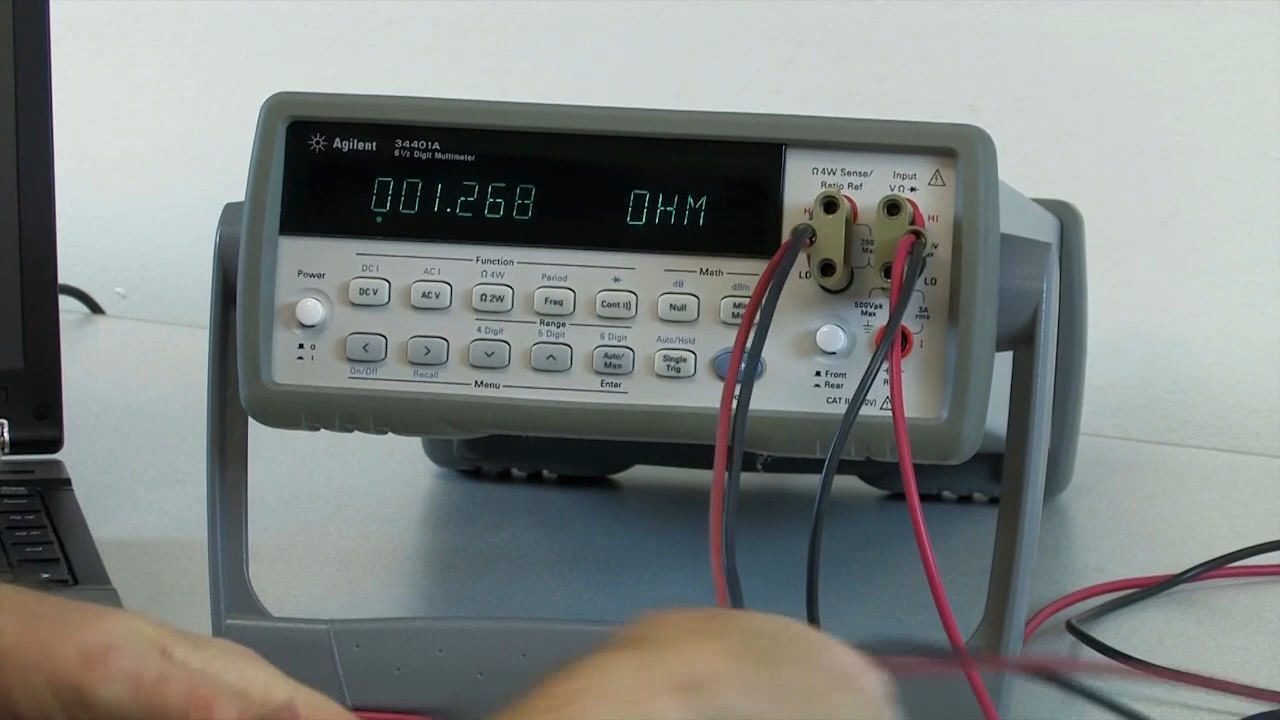 Agilent 34401A
6½ Digit Multimeter
001.268 OHM
Ω 4W Sense/
Ratio Ref
Input
V Ω
HI
LO
LO
500Vpk
Max
3A
rms
I
Front
Rear
CAT II
Power
O
I
Function
Math
DC I
AC I
Ω 4W
Period
dB
dBm
DC V
AC V
Ω 2W
Freq
Cont
Null
Range
4 Digit
5 Digit
6 Digit
Auto/Hold
<
>
Auto/
Man
Single
Trig
On/Off
Recall
Menu
Enter